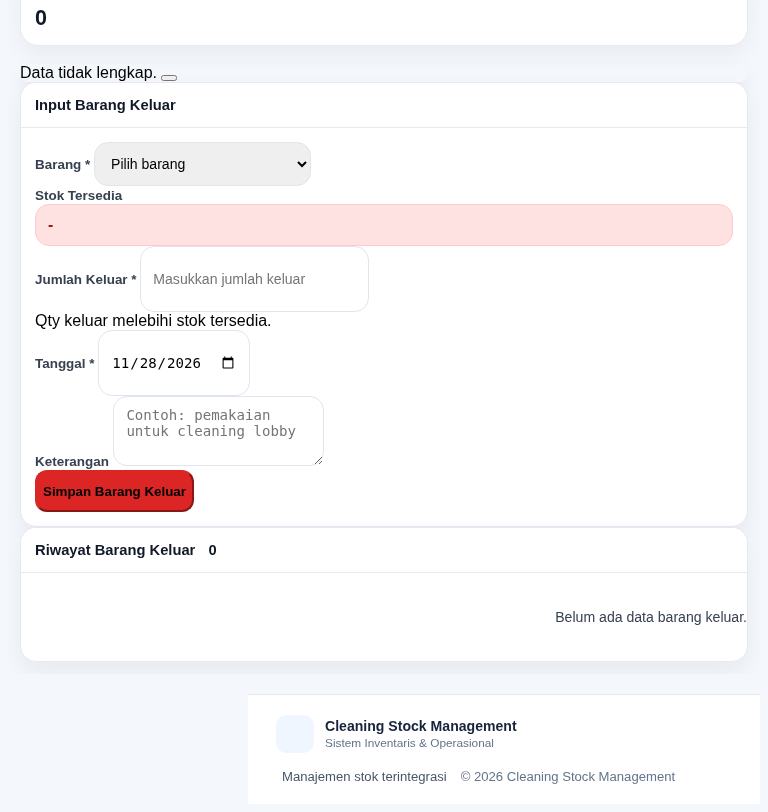 0
Data tidak lengkap.
Input Barang Keluar
Barang * Pilih barang
Stok Tersedia
-
Jumlah Keluar * Masukkan jumlah keluar
Qty keluar melebihi stok tersedia.
Tanggal * 11/28/2026
Contoh: pemakaian
untuk cleaning lobby
Keterangan
Simpan Barang Keluar
Riwayat Barang Keluar 0
Belum ada data barang keluar.
Cleaning Stock Management
Sistem Inventaris & Operasional
Manajemen stok terintegrasi © 2026 Cleaning Stock Management